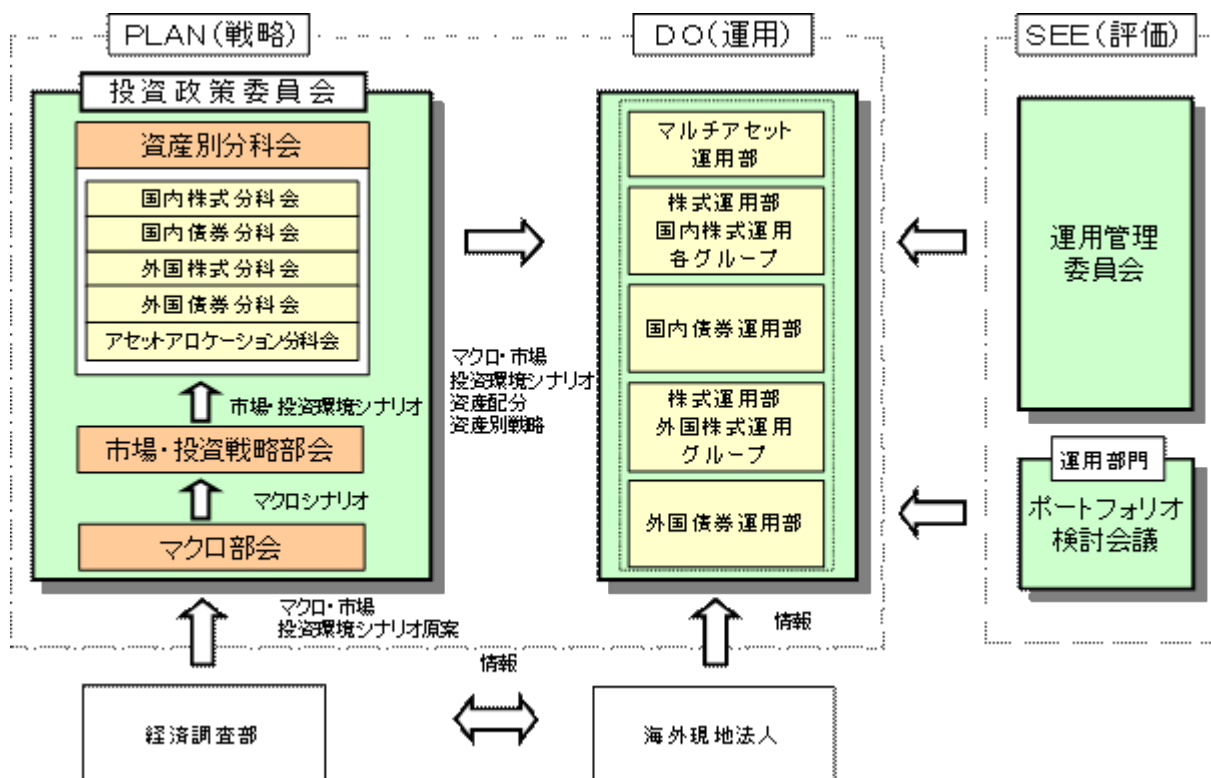 PLAN(戦略)
DO(運用)
SEE(評価)
投資政策委員会
資産別分科会
国内株式分科会
国内債券分科会
外国株式分科会
外国債券分科会
アセットアロケーション分科会
市場・投資環境シナリオ
市場・投資戦略部会
マクロシナリオ
マクロ部会
マクロ・市場
投資環境シナリオ
資産配分
資産別戦略
マルチアセット
運用部
株式運用部
国内株式運用
各グループ
国内債券運用部
株式運用部
外国株式運用
グループ
外国債券運用部
運用管理
委員会
運用部門
ポートフォリオ
検討会議
マクロ・市場
投資環境シナリオ原案
情報
情報
経済調査部
海外現地法人